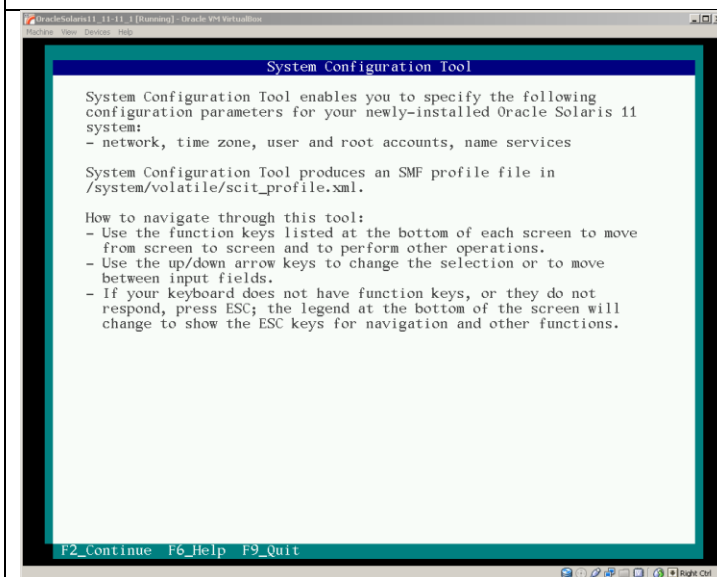 OracleSolaris11_11-11_1 [Running] - Oracle VM VirtualBox
Machine View Devices Help
System Configuration Tool
System Configuration Tool enables you to specify the following
configuration parameters for your newly-installed Oracle Solaris 11
system:
- network, time zone, user and root accounts, name services
System Configuration Tool produces an SMF profile file in
/system/volatile/scit_profile.xml.
How to navigate through this tool:
- Use the function keys listed at the bottom of each screen to move
from screen to screen and to perform other operations.
- Use the up/down arrow keys to change the selection or to move
between input fields.
- If your keyboard does not have function keys, or they do not
respond, press ESC; the legend at the bottom of the screen will
change to show the ESC keys for navigation and other functions.
F2_Continue F6_Help F9_Quit
Right Ctrl